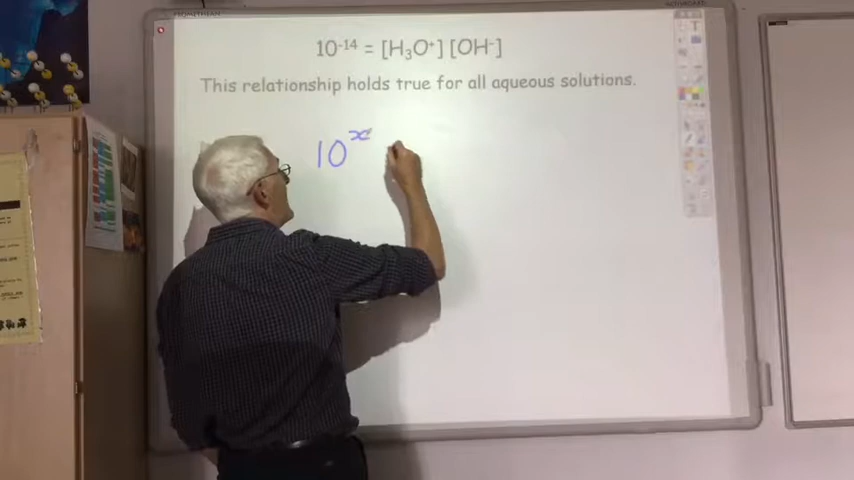 10⁻¹⁴ = [H₃O⁺] [OH⁻]
This relationship holds true for all aqueous solutions.
10ˣ